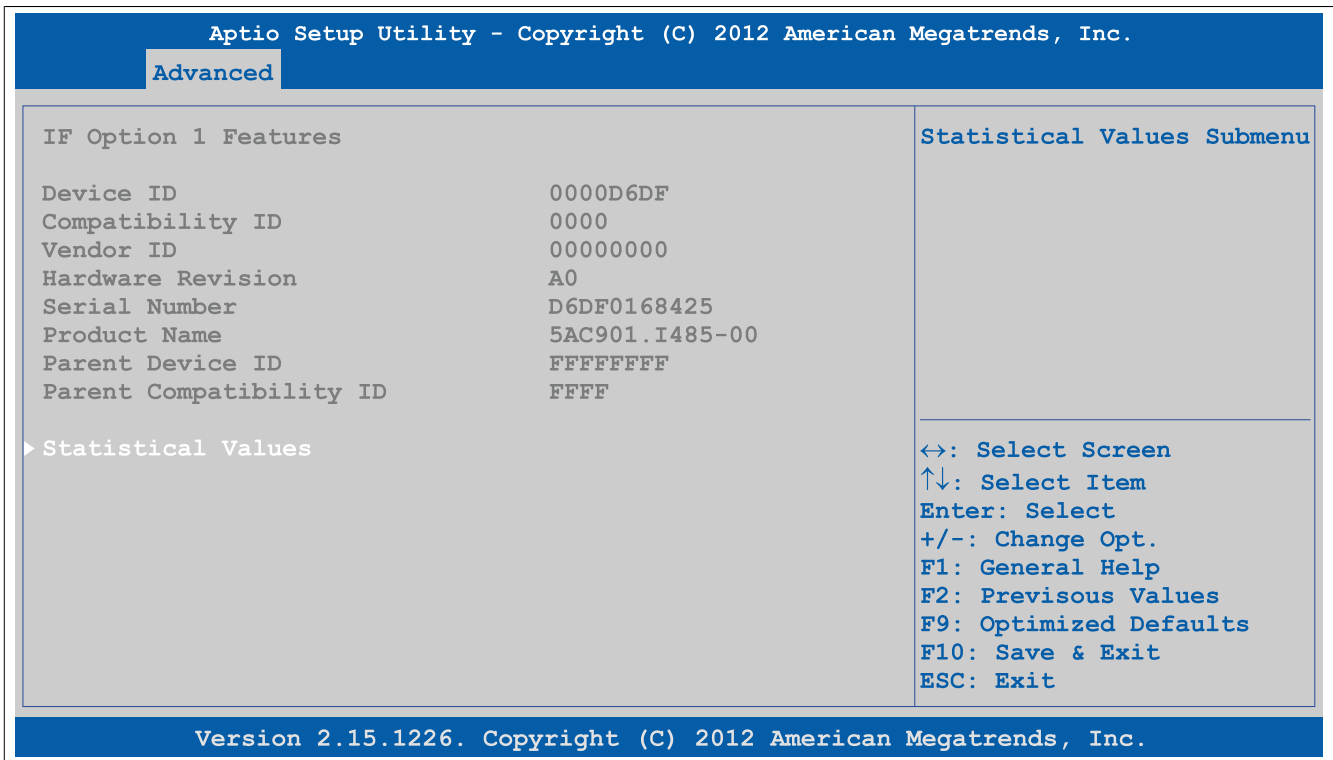 Aptio Setup Utility - Copyright (C) 2012 American Megatrends, Inc.
Advanced
IF Option 1 Features
Device ID 0000D6DF
Compatibility ID 0000
Vendor ID 00000000
Hardware Revision A0
Serial Number D6DF0168425
Product Name 5AC901.I485-00
Parent Device ID FFFFFFFF
Parent Compatibility ID FFFF
Statistical Values
Statistical Values Submenu
↔: Select Screen
↑↓: Select Item
Enter: Select
+/-: Change Opt.
F1: General Help
F2: Previsous Values
F9: Optimized Defaults
F10: Save & Exit
ESC: Exit
Version 2.15.1226. Copyright (C) 2012 American Megatrends, Inc.